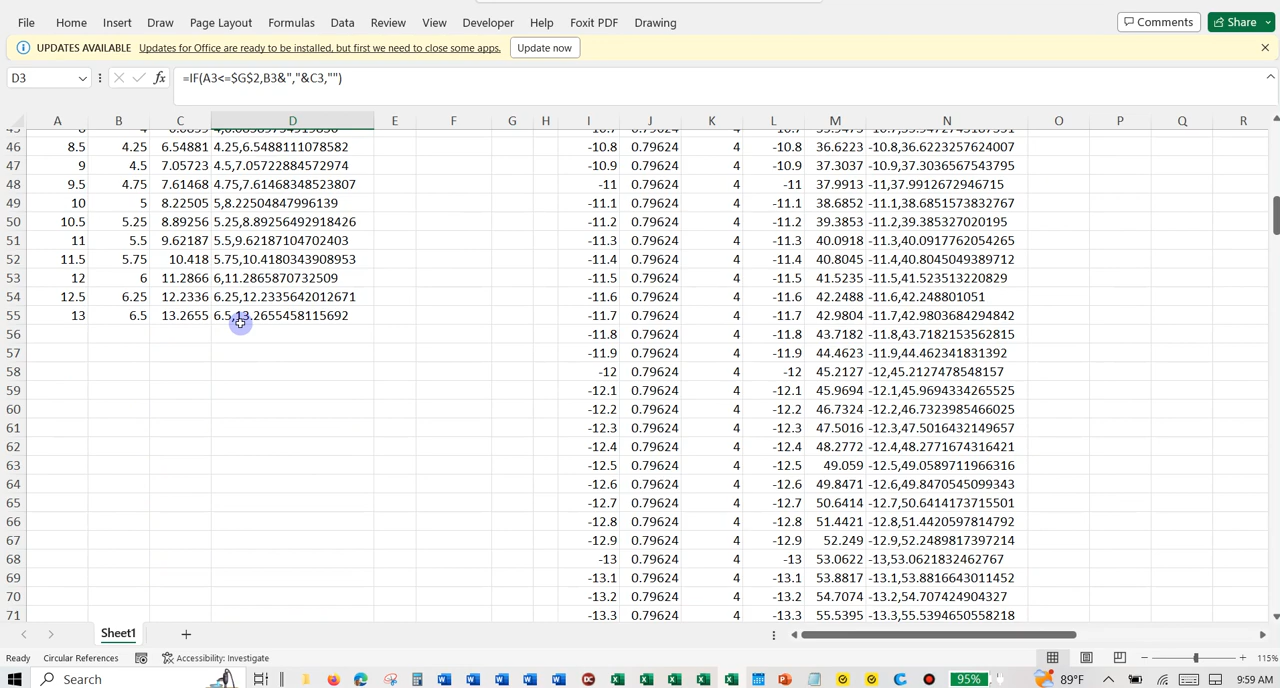 File Home Insert Draw Page Layout Formulas Data Review View Developer Help Foxit PDF Drawing Comments Share
UPDATES AVAILABLE Updates for Office are ready to be installed, but first we need to close some apps. Update now
D3 fx =IF(A3<=$G$2,B3&","&C3,"")
A B C D E F G H I J K L M N O P Q R
46 8.5 4.25 6.54881 4.25,6.5488111078582 -10.8 0.79624 4 -10.8 36.6223 -10.8,36.6223257624007
47 9 4.5 7.05723 4.5,7.05722884572974 -10.9 0.79624 4 -10.9 37.3037 -10.9,37.3036567543795
48 9.5 4.75 7.61468 4.75,7.61468348523807 -11 0.79624 4 -11 37.9913 -11,37.9912672946715
49 10 5 8.22505 5,8.22504847996139 -11.1 0.79624 4 -11.1 38.6852 -11.1,38.6851573832767
50 10.5 5.25 8.89256 5.25,8.89256492918426 -11.2 0.79624 4 -11.2 39.3853 -11.2,39.385327020195
51 11 5.5 9.62187 5.5,9.62187104702403 -11.3 0.79624 4 -11.3 40.0918 -11.3,40.0917762054265
52 11.5 5.75 10.418 5.75,10.4180343908953 -11.4 0.79624 4 -11.4 40.8045 -11.4,40.8045049389712
53 12 6 11.2866 6,11.2865870732509 -11.5 0.79624 4 -11.5 41.5235 -11.5,41.523513220829
54 12.5 6.25 12.2336 6.25,12.2335642012671 -11.6 0.79624 4 -11.6 42.2488 -11.6,42.248801051
55 13 6.5 13.2655 6.5,13.2655458115692 -11.7 0.79624 4 -11.7 42.9804 -11.7,42.9803684294842
56 -11.8 0.79624 4 -11.8 43.7182 -11.8,43.7182153562815
57 -11.9 0.79624 4 -11.9 44.4623 -11.9,44.462341831392
58 -12 0.79624 4 -12 45.2127 -12,45.2127478548157
59 -12.1 0.79624 4 -12.1 45.9694 -12.1,45.9694334265525
60 -12.2 0.79624 4 -12.2 46.7324 -12.2,46.7323985466025
61 -12.3 0.79624 4 -12.3 47.5016 -12.3,47.5016432149657
62 -12.4 0.79624 4 -12.4 48.2772 -12.4,48.2771674316421
63 -12.5 0.79624 4 -12.5 49.059 -12.5,49.0589711966316
64 -12.6 0.79624 4 -12.6 49.8471 -12.6,49.8470545099343
65 -12.7 0.79624 4 -12.7 50.6414 -12.7,50.6414173715501
66 -12.8 0.79624 4 -12.8 51.4421 -12.8,51.4420597814792
67 -12.9 0.79624 4 -12.9 52.249 -12.9,52.2489817397214
68 -13 0.79624 4 -13 53.0622 -13,53.0621832462767
69 -13.1 0.79624 4 -13.1 53.8817 -13.1,53.8816643011452
70 -13.2 0.79624 4 -13.2 54.7074 -13.2,54.707424904327
71 -13.3 0.79624 4 -13.3 55.5395 -13.3,55.5394650558218
Sheet1
Ready Circular References Accessibility: Investigate 115%
Search 95% 89°F 9:59 AM